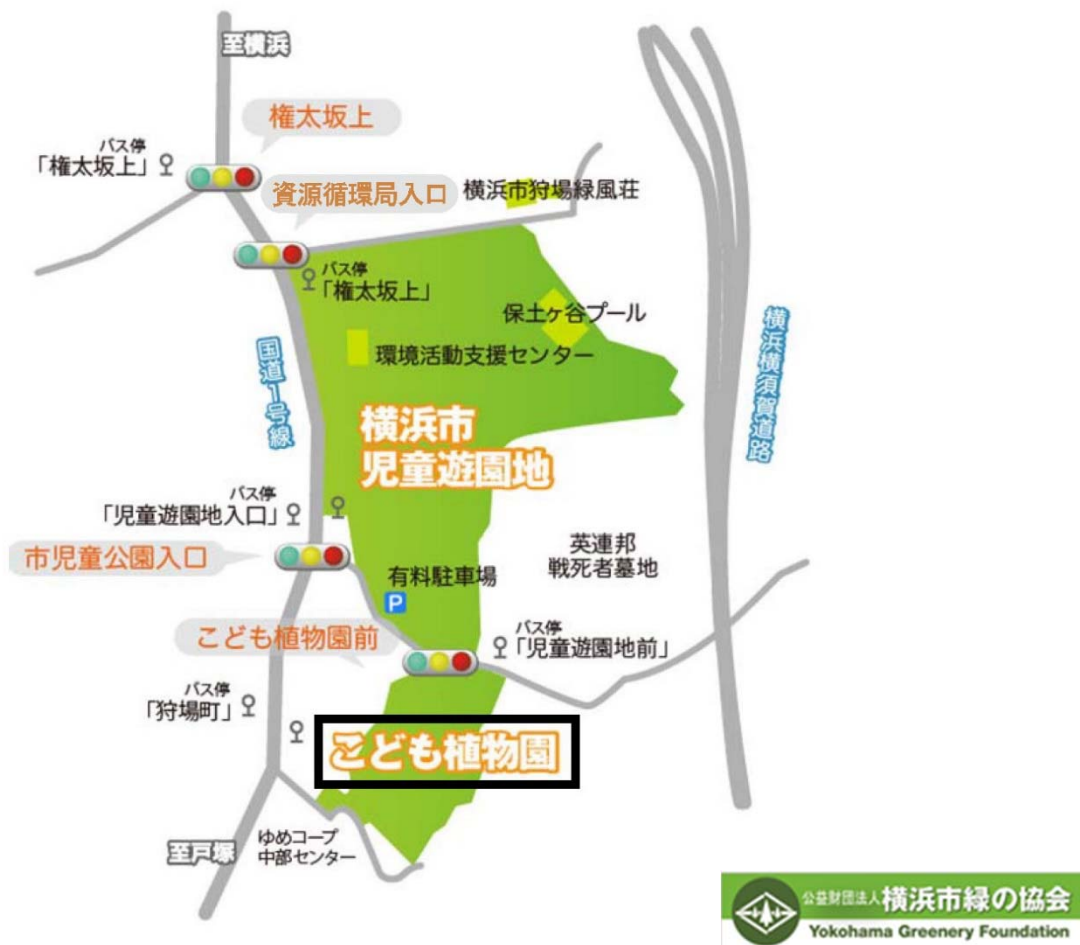 至横浜
権太坂上
バス停
「権太坂上」
資源循環局入口
横浜市狩場緑風荘
バス停
「権太坂上」
保土ヶ谷プール
環境活動支援センター
国道1号線
横浜横須賀道路
横浜市
児童遊園地
バス停
「児童遊園地入口」
市児童公園入口
英連邦
戦死者墓地
有料駐車場
P
こども植物園前
バス停
「児童遊園地前」
バス停
「狩場町」
こども植物園
至戸塚
ゆめコープ
中部センター
公益財団法人 横浜市緑の協会
Yokohama Greenery Foundation